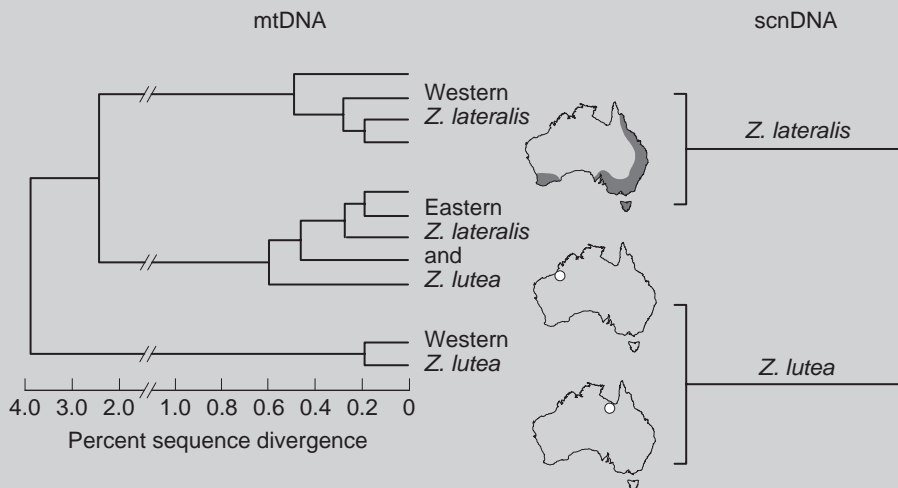 mtDNA
scnDNA
Western
Z. lateralis
Eastern
Z. lateralis
and
Z. lutea
Western
Z. lutea
Z. lateralis
Z. lutea
4.0 3.0 2.0 1.0 0.8 0.6 0.4 0.2 0
Percent sequence divergence